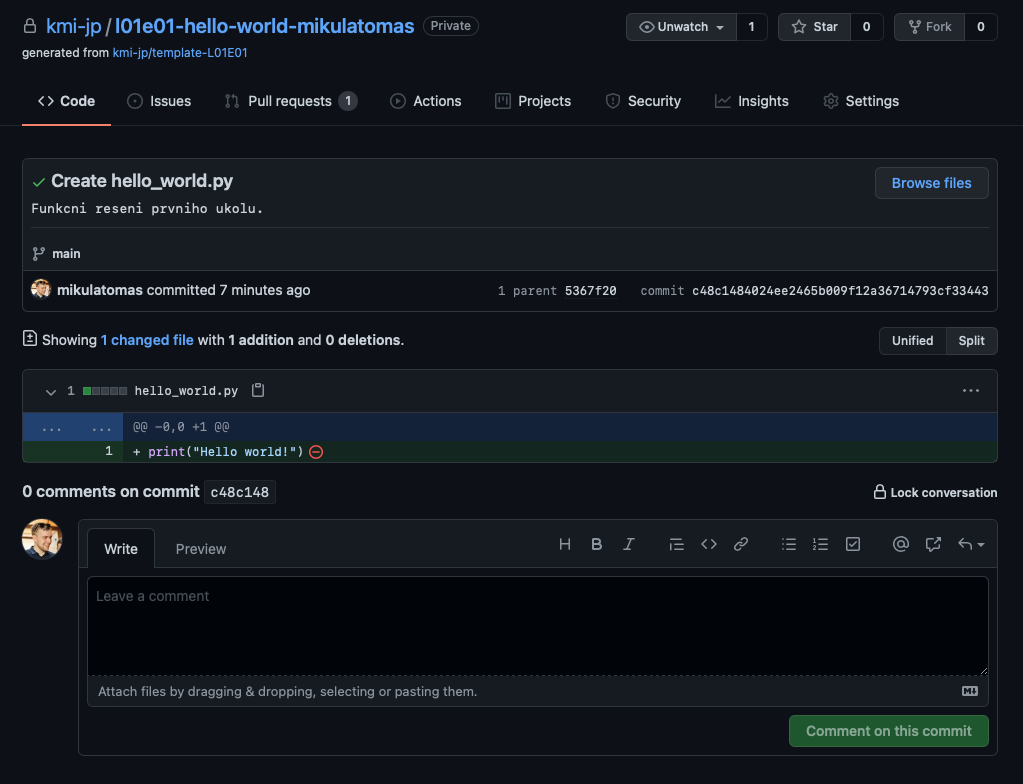 kmi-jp / l01e01-hello-world-mikulatomas Private Unwatch 1 Star 0 Fork 0
generated from kmi-jp/template-L01E01
Code Issues Pull requests 1 Actions Projects Security Insights Settings
Create hello_world.py Browse files
Funkcni reseni prvniho ukolu.
main
mikulatomas committed 7 minutes ago 1 parent 5367f20 commit c48c1484024ee2465b009f12a36714793cf33443
Showing 1 changed file with 1 addition and 0 deletions. Unified Split
1 hello_world.py ...
... ... @@ -0,0 +1 @@
1 + print("Hello world!")
0 comments on commit c48c148 Lock conversation
Write Preview H B I
Leave a comment
Attach files by dragging & dropping, selecting or pasting them.
Comment on this commit